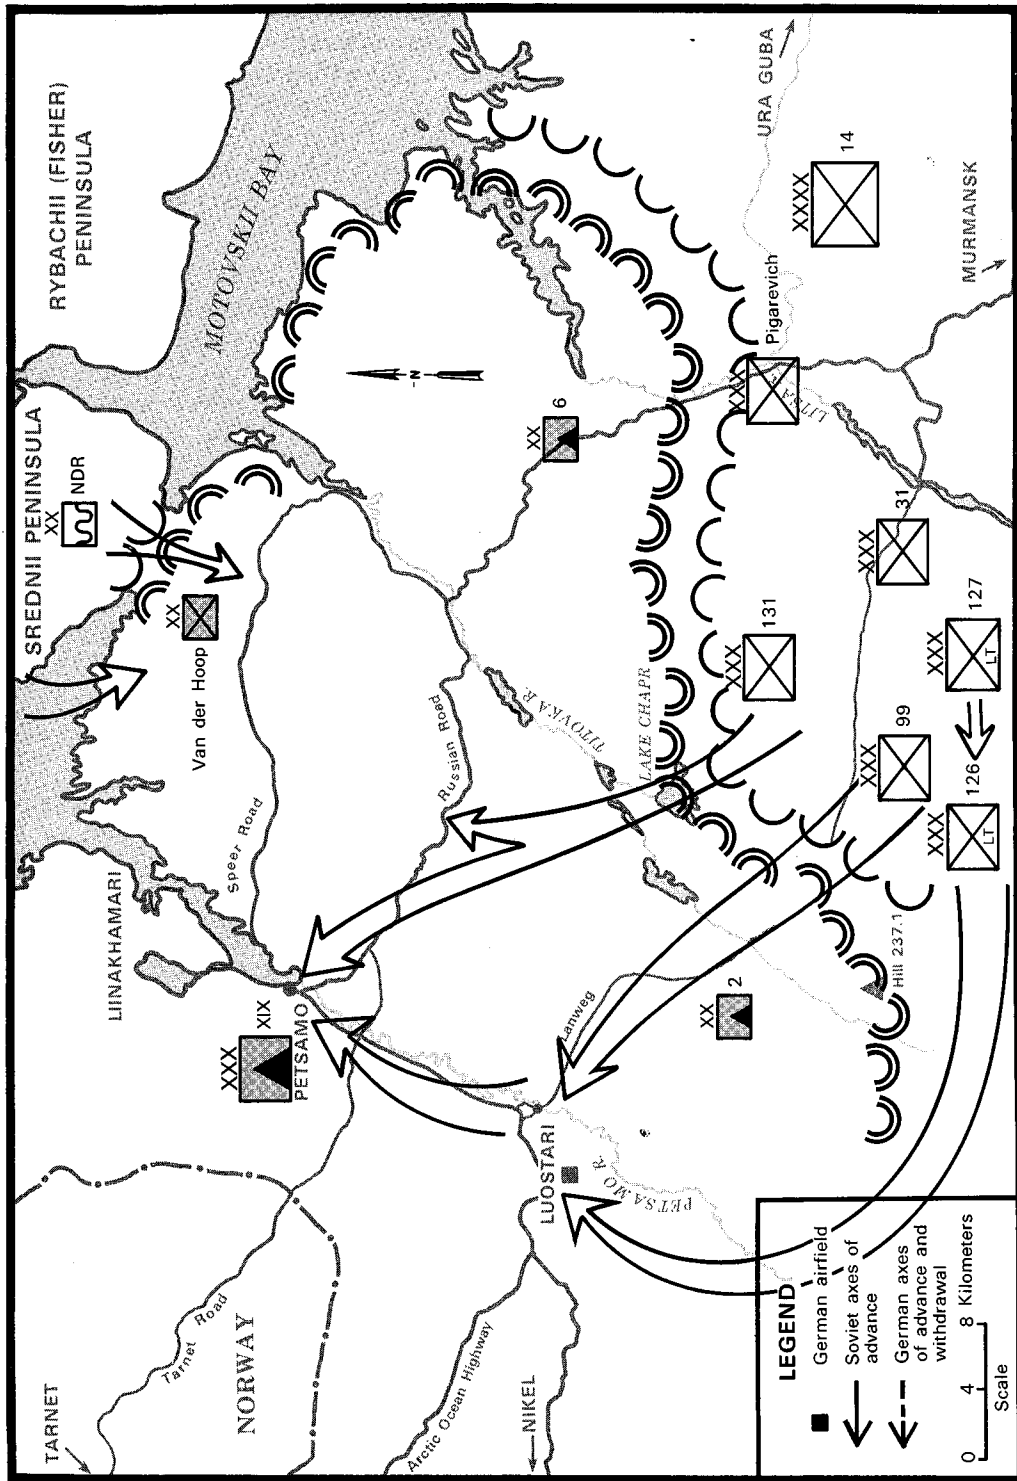 TARNET
Tarnet Road
NORWAY
Arctic Ocean Highway
NIKEL
LEGEND
German airfield
Soviet axes of
advance
German axes
of advance and
withdrawal
0 4 8 Kilometers
Scale
LIINAKHAMARI
XXX
XIX
PETSAMO
LUOSTARI
PETSAMO R.
Lanweg
XX
2
Hill 237.1
SREDNII PENINSULA
XX
NDR
XX
Van der Hoop
Speer Road
Russian Road
TITOVKA R.
LAKE CHAPR
XXX
131
XXX
99
XXX
126
LT
XXX
127
LT
XXX
31
RYBACHII (FISHER)
PENINSULA
MOTOVSKII BAY
N
XX
6
Pigarevich
XXX
LITSA
URA GUBA
XXXX
14
MURMANSK